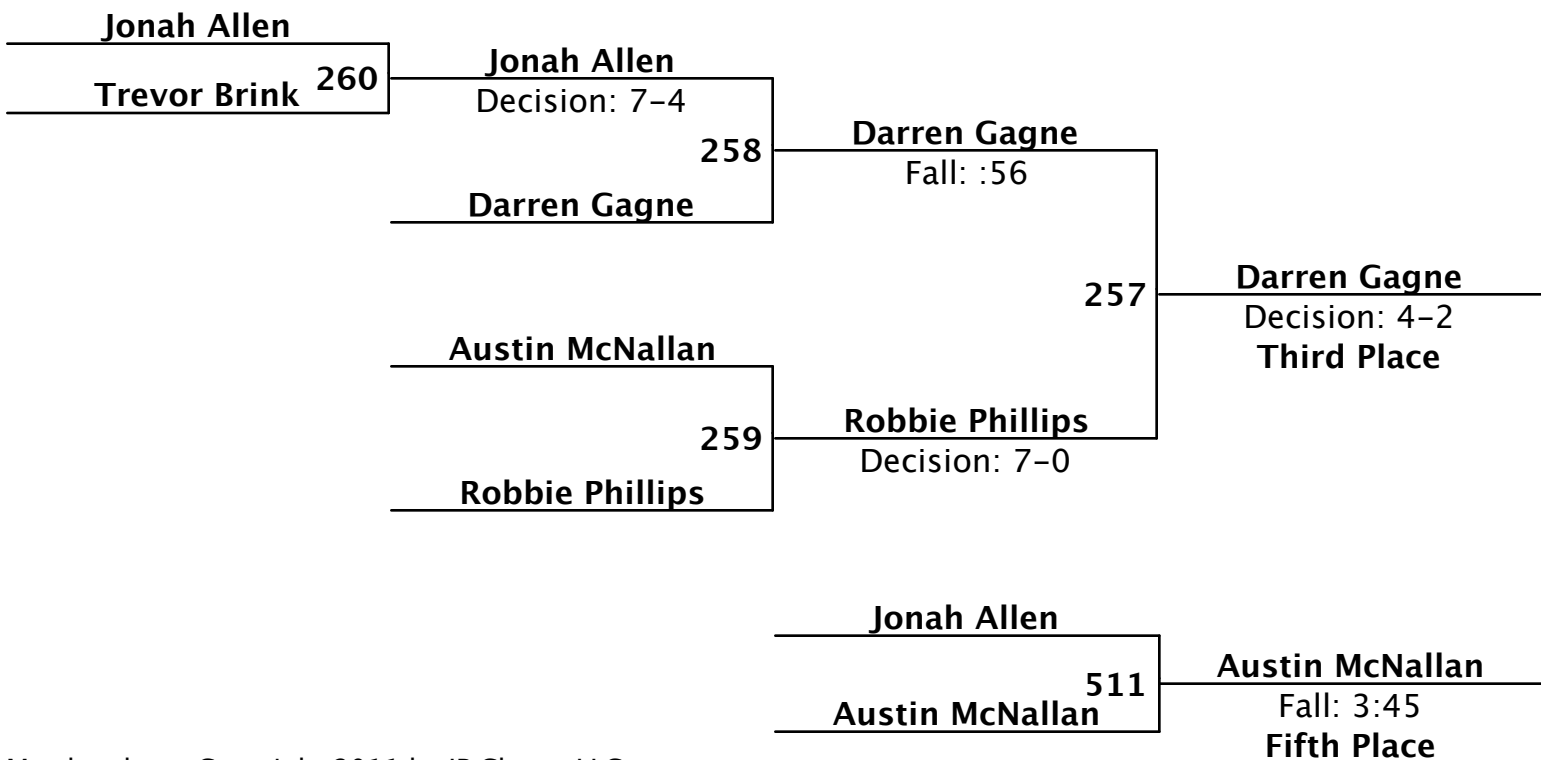 Jonah Allen
Trevor Brink
260
Jonah Allen
Decision: 7-4
258
Darren Gagne
Darren Gagne
Fall: :56
257
Darren Gagne
Decision: 4-2
Third Place
Austin McNallan
259
Robbie Phillips
Robbie Phillips
Decision: 7-0
Jonah Allen
511
Austin McNallan
Austin McNallan
Fall: 3:45
Fifth Place